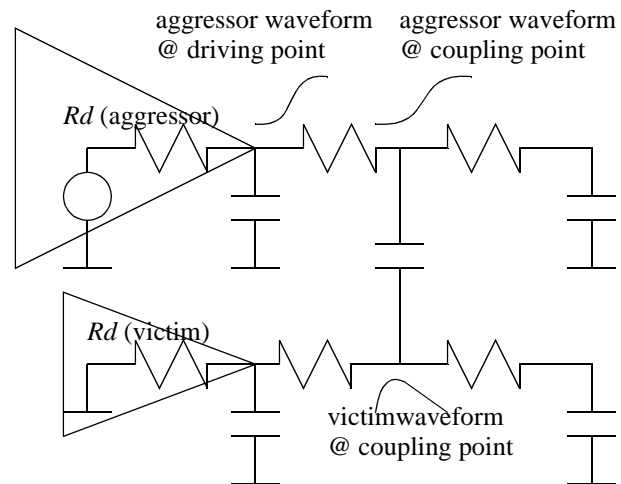 aggressor waveform
@ driving point
aggressor waveform
@ coupling point
Rd (aggressor)
Rd (victim)
victimwaveform
@ coupling point